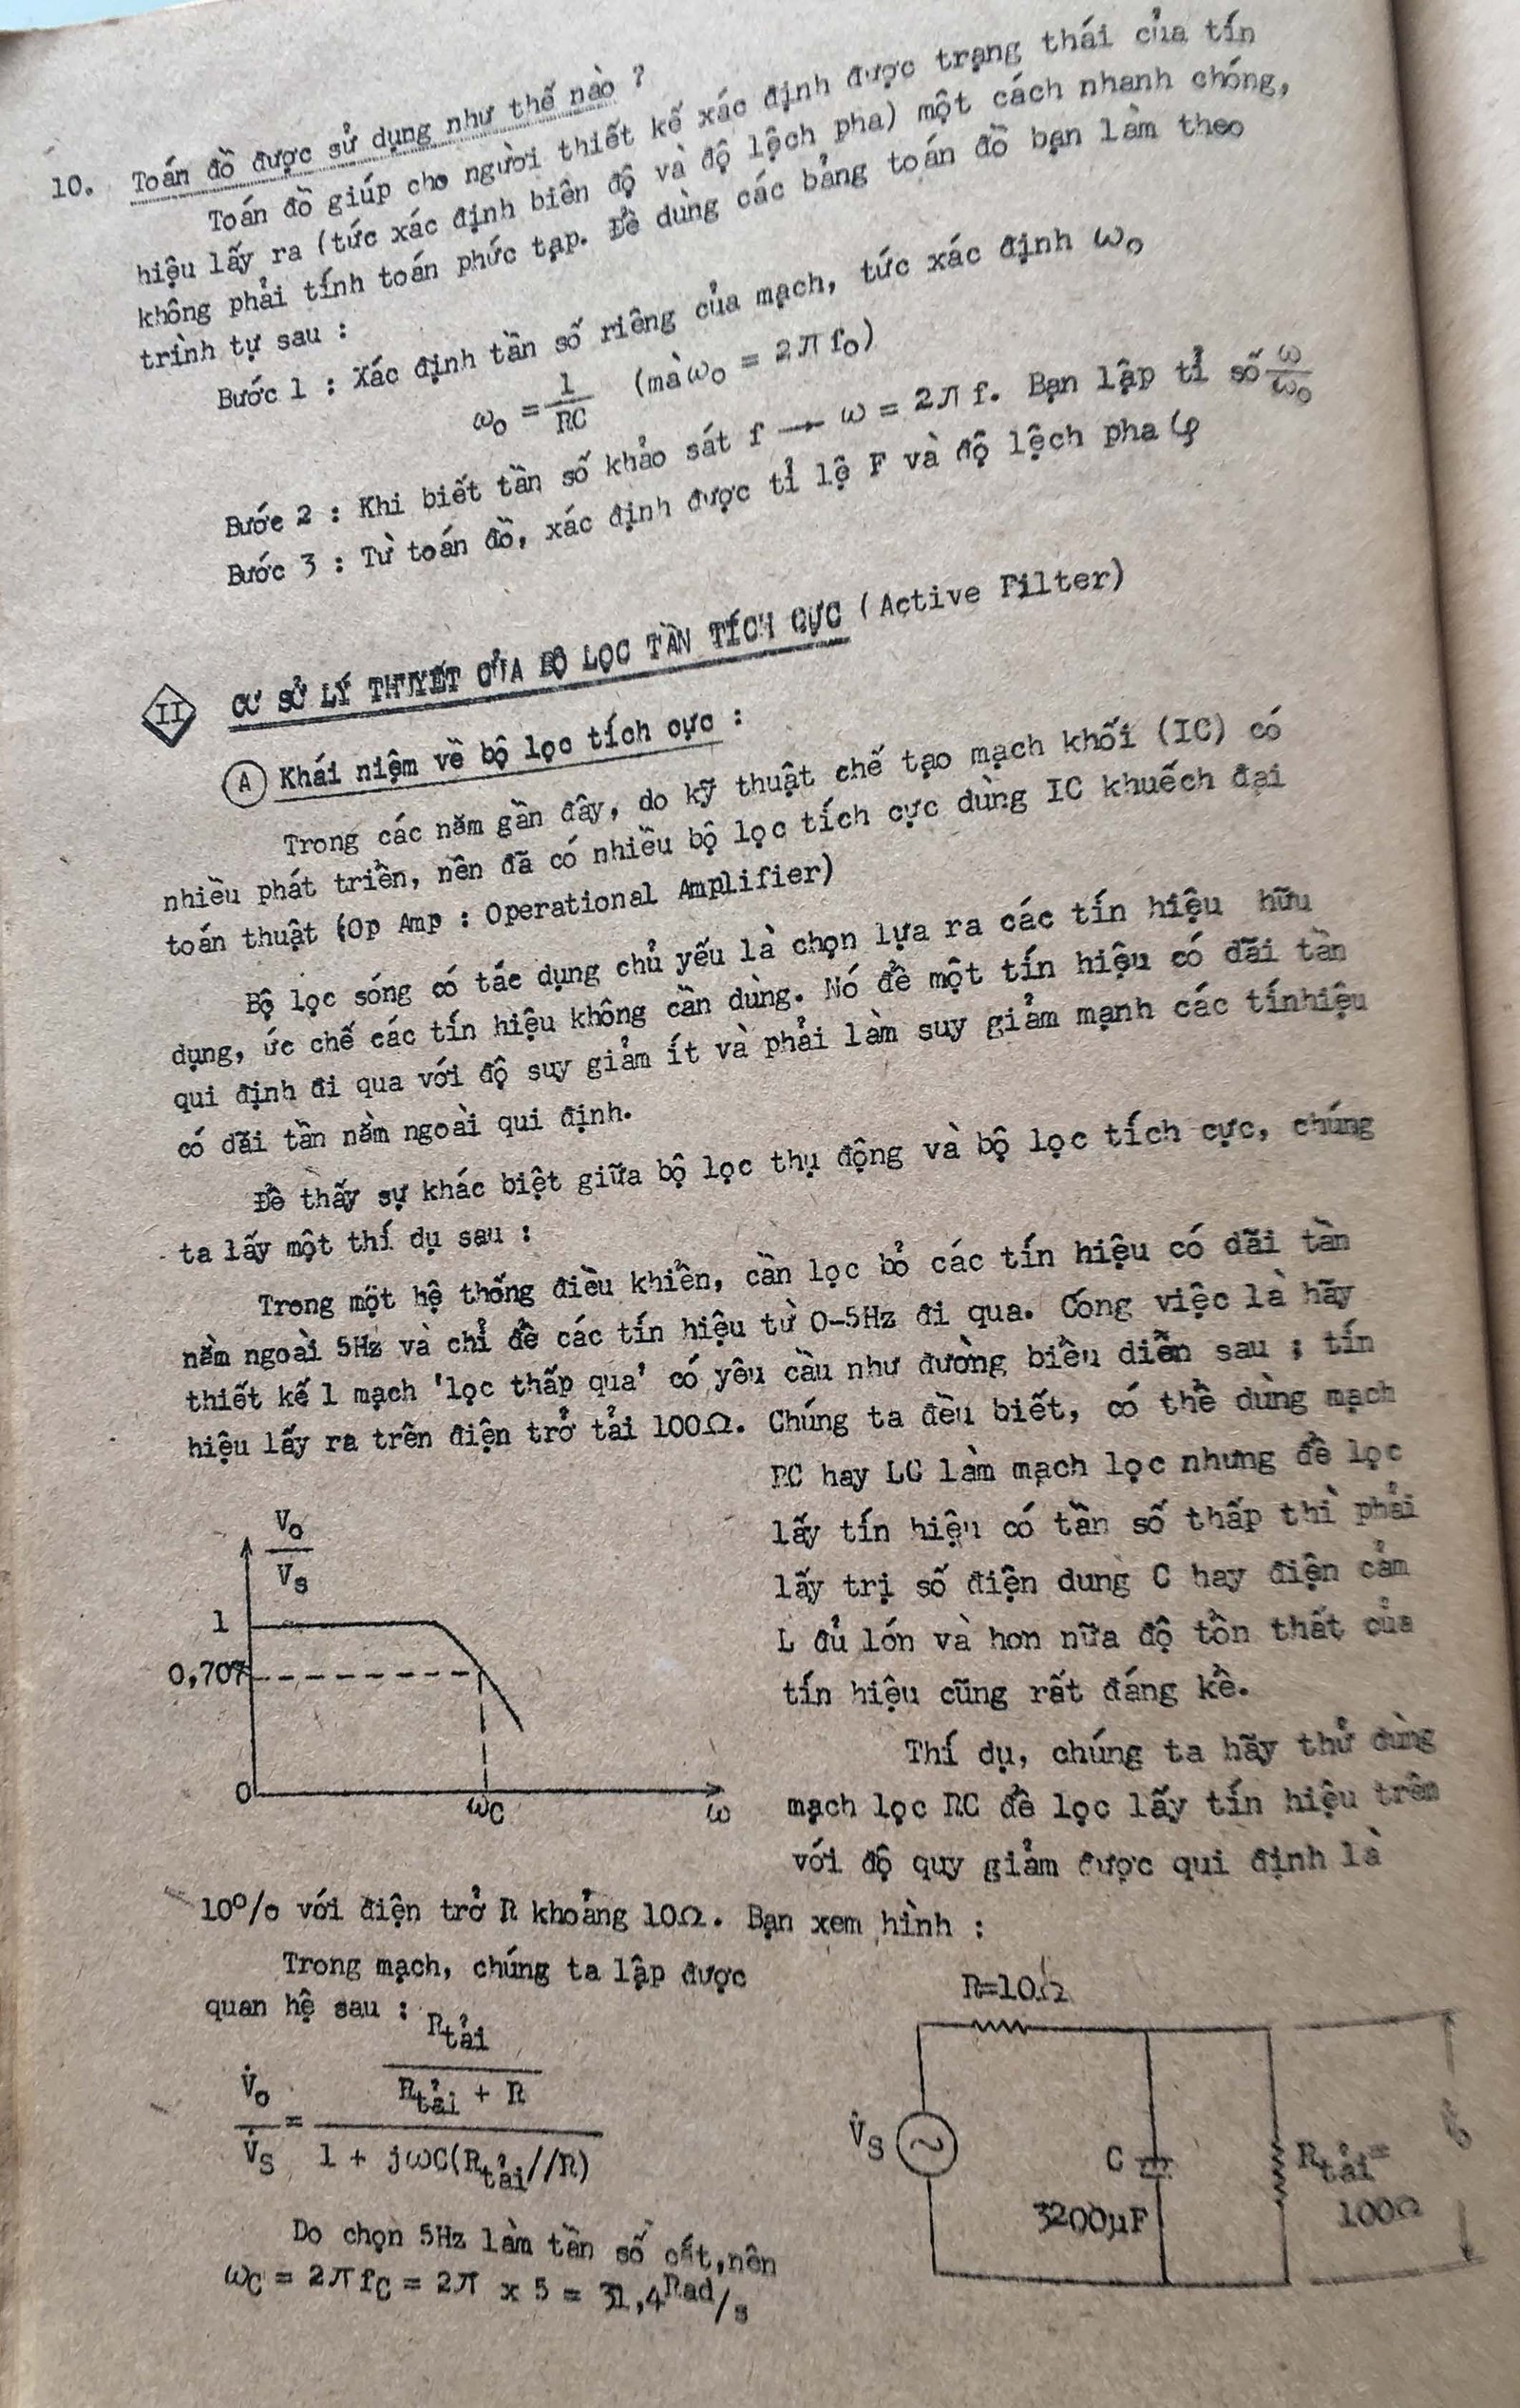 10. Toán đồ được sử dụng như thế nào ?
Toán đồ giúp cho người thiết kế xác định được trạng thái của tín
hiệu lấy ra (tức xác định biên độ và độ lệch pha) một cách nhanh chóng,
không phải tính toán phức tạp. Để dùng các bảng toán đồ bạn làm theo
trình tự sau :
Bước 1 : Xác định tần số riêng của mạch, tức xác định ω₀
ω₀ = 1/RC (mà ω₀ = 2π f₀)
Bước 2 : Khi biết tần số khảo sát f → ω = 2π f. Bạn lập tỉ số ω/ω₀
Bước 3 : Từ toán đồ, xác định được tỉ lệ F và độ lệch pha φ
II CƠ SỞ LÝ THUYẾT CỦA BỘ LỌC TẦN TÍCH CỰC (Active Filter)
A Khái niệm về bộ lọc tích cực :
Trong các năm gần đây, do kỹ thuật chế tạo mạch khối (IC) có
nhiều phát triển, nên đã có nhiều bộ lọc tích cực dùng IC khuếch đại
toán thuật (Op Amp : Operational Amplifier)
Bộ lọc sóng có tác dụng chủ yếu là chọn lựa ra các tín hiệu hữu
dụng, ức chế các tín hiệu không cần dùng. Nó để một tín hiệu có dãi tần
qui định đi qua với độ suy giảm ít và phải làm suy giảm mạnh các tínhiệu
có dãi tần nằm ngoài qui định.
Để thấy sự khác biệt giữa bộ lọc thụ động và bộ lọc tích cực, chúng
ta lấy một thí dụ sau :
Trong một hệ thống điều khiển, cần lọc bỏ các tín hiệu có dãi tần
nằm ngoài 5Hz và chỉ để các tín hiệu từ 0-5Hz đi qua. Công việc là hãy
thiết kế 1 mạch 'lọc thấp qua' có yêu cầu như đường biểu diễn sau ; tín
hiệu lấy ra trên điện trở tải 100Ω. Chúng ta đều biết, có thể dùng mạch
RC hay LC làm mạch lọc nhưng để lọc
lấy tín hiệu có tần số thấp thì phải
lấy trị số điện dung C hay điện cảm
L đủ lớn và hơn nữa độ tổn thất của
tín hiệu cũng rất đáng kể.
V₀/Vs
1
0,707
0
ωC
ω
Thí dụ, chúng ta hãy thử dùng
mạch lọc RC để lọc lấy tín hiệu trên
với độ quy giảm được qui định là
10% với điện trở R khoảng 10Ω. Bạn xem hình :
Trong mạch, chúng ta lập được
quan hệ sau :
Rtải
Rtải + R
V̇₀/V̇S =
1 + jωC(Rtải//R)
R=10Ω
V̇S
C
3200µF
Rtải=
100Ω
Do chọn 5Hz làm tần số cắt,nên
ωC = 2π fC = 2π x 5 = 31,4Rad/s